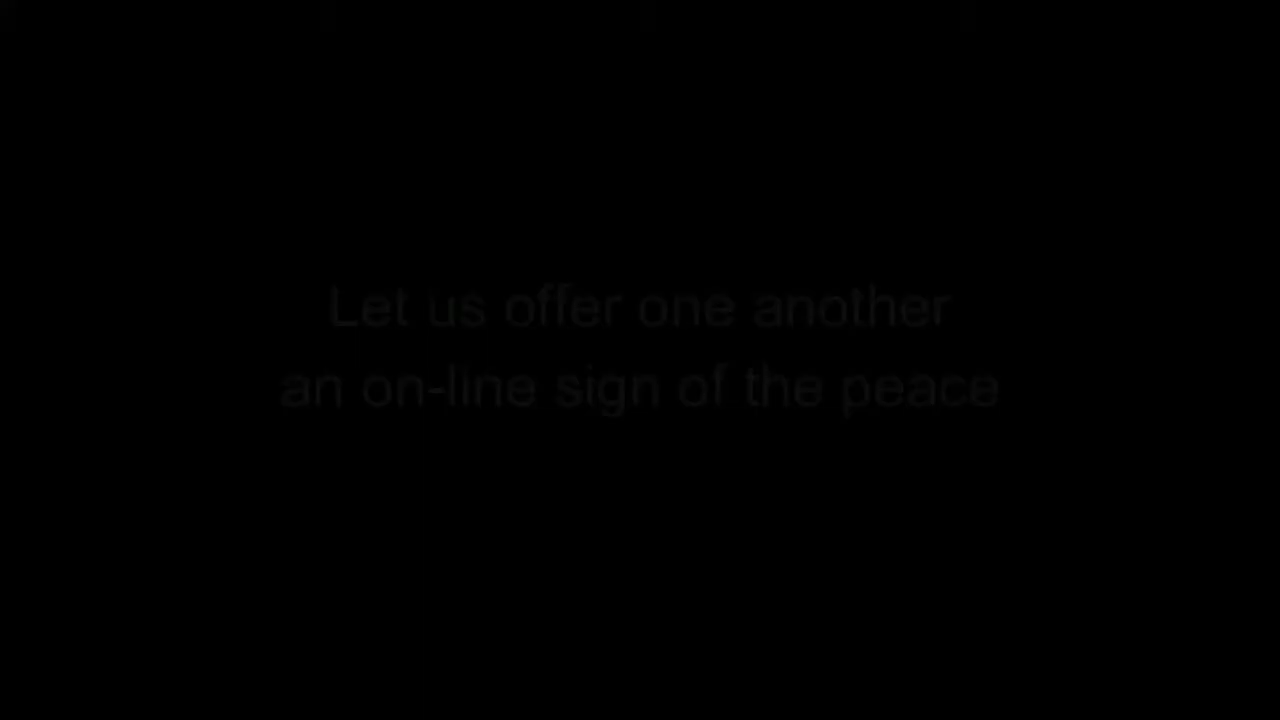 Let us offer one another
an on-line sign of the peace